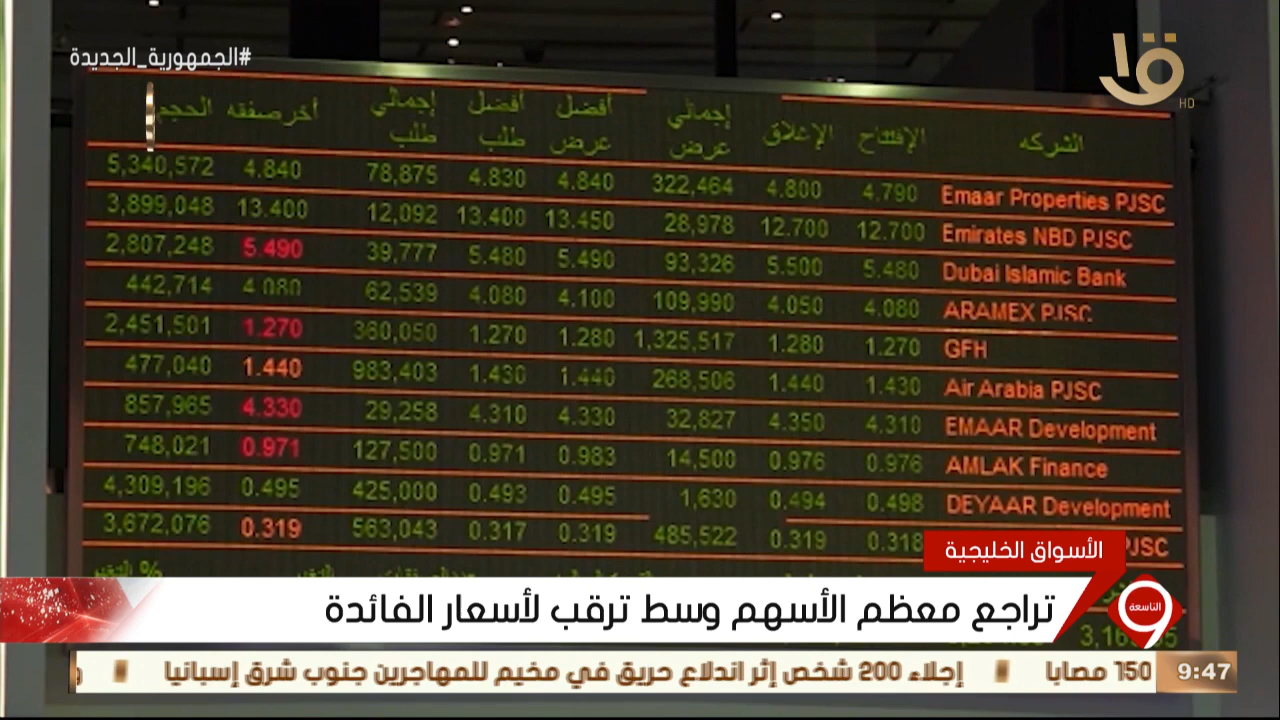 #الجمهورية_الجديدة
HD
الشركه الإفتتاح الإغلاق إجمالي عرض أفضل عرض أفضل طلب إجمالي طلب أخر صفقه الحجم
Emaar Properties PJSC 4.790 4.800 322,464 4.840 4.830 78,875 4.840 5,340,572
Emirates NBD PJSC 12.700 12.700 28,978 13.450 13.400 12,092 13.400 3,899,048
Dubai Islamic Bank 5.480 5.500 93,326 5.490 5.480 39,777 5.490 2,807,248
ARAMEX PJSC 4.080 4.050 109,990 4.100 4.080 62,539 4.080 442,714
GFH 1.270 1.280 1,325,517 1.280 1.270 360,050 1.270 2,451,501
Air Arabia PJSC 1.430 1.440 268,506 1.440 1.430 983,403 1.440 477,040
EMAAR Development 4.310 4.350 32,827 4.330 4.310 29,258 4.330 857,965
AMLAK Finance 0.976 0.976 14,500 0.983 0.971 127,500 0.971 748,021
DEYAAR Development 0.498 0.494 1,630 0.495 0.493 425,000 0.495 4,309,196
PJSC 0.318 0.319 485,522 0.319 0.317 563,043 0.319 3,672,076
الأسواق الخليجية
تراجع معظم الأسهم وسط ترقب لأسعار الفائدة
التاسعة
9
150 مصابا إجلاء 200 شخص إثر اندلاع حريق في مخيم للمهاجرين جنوب شرق إسبانيا
9:47